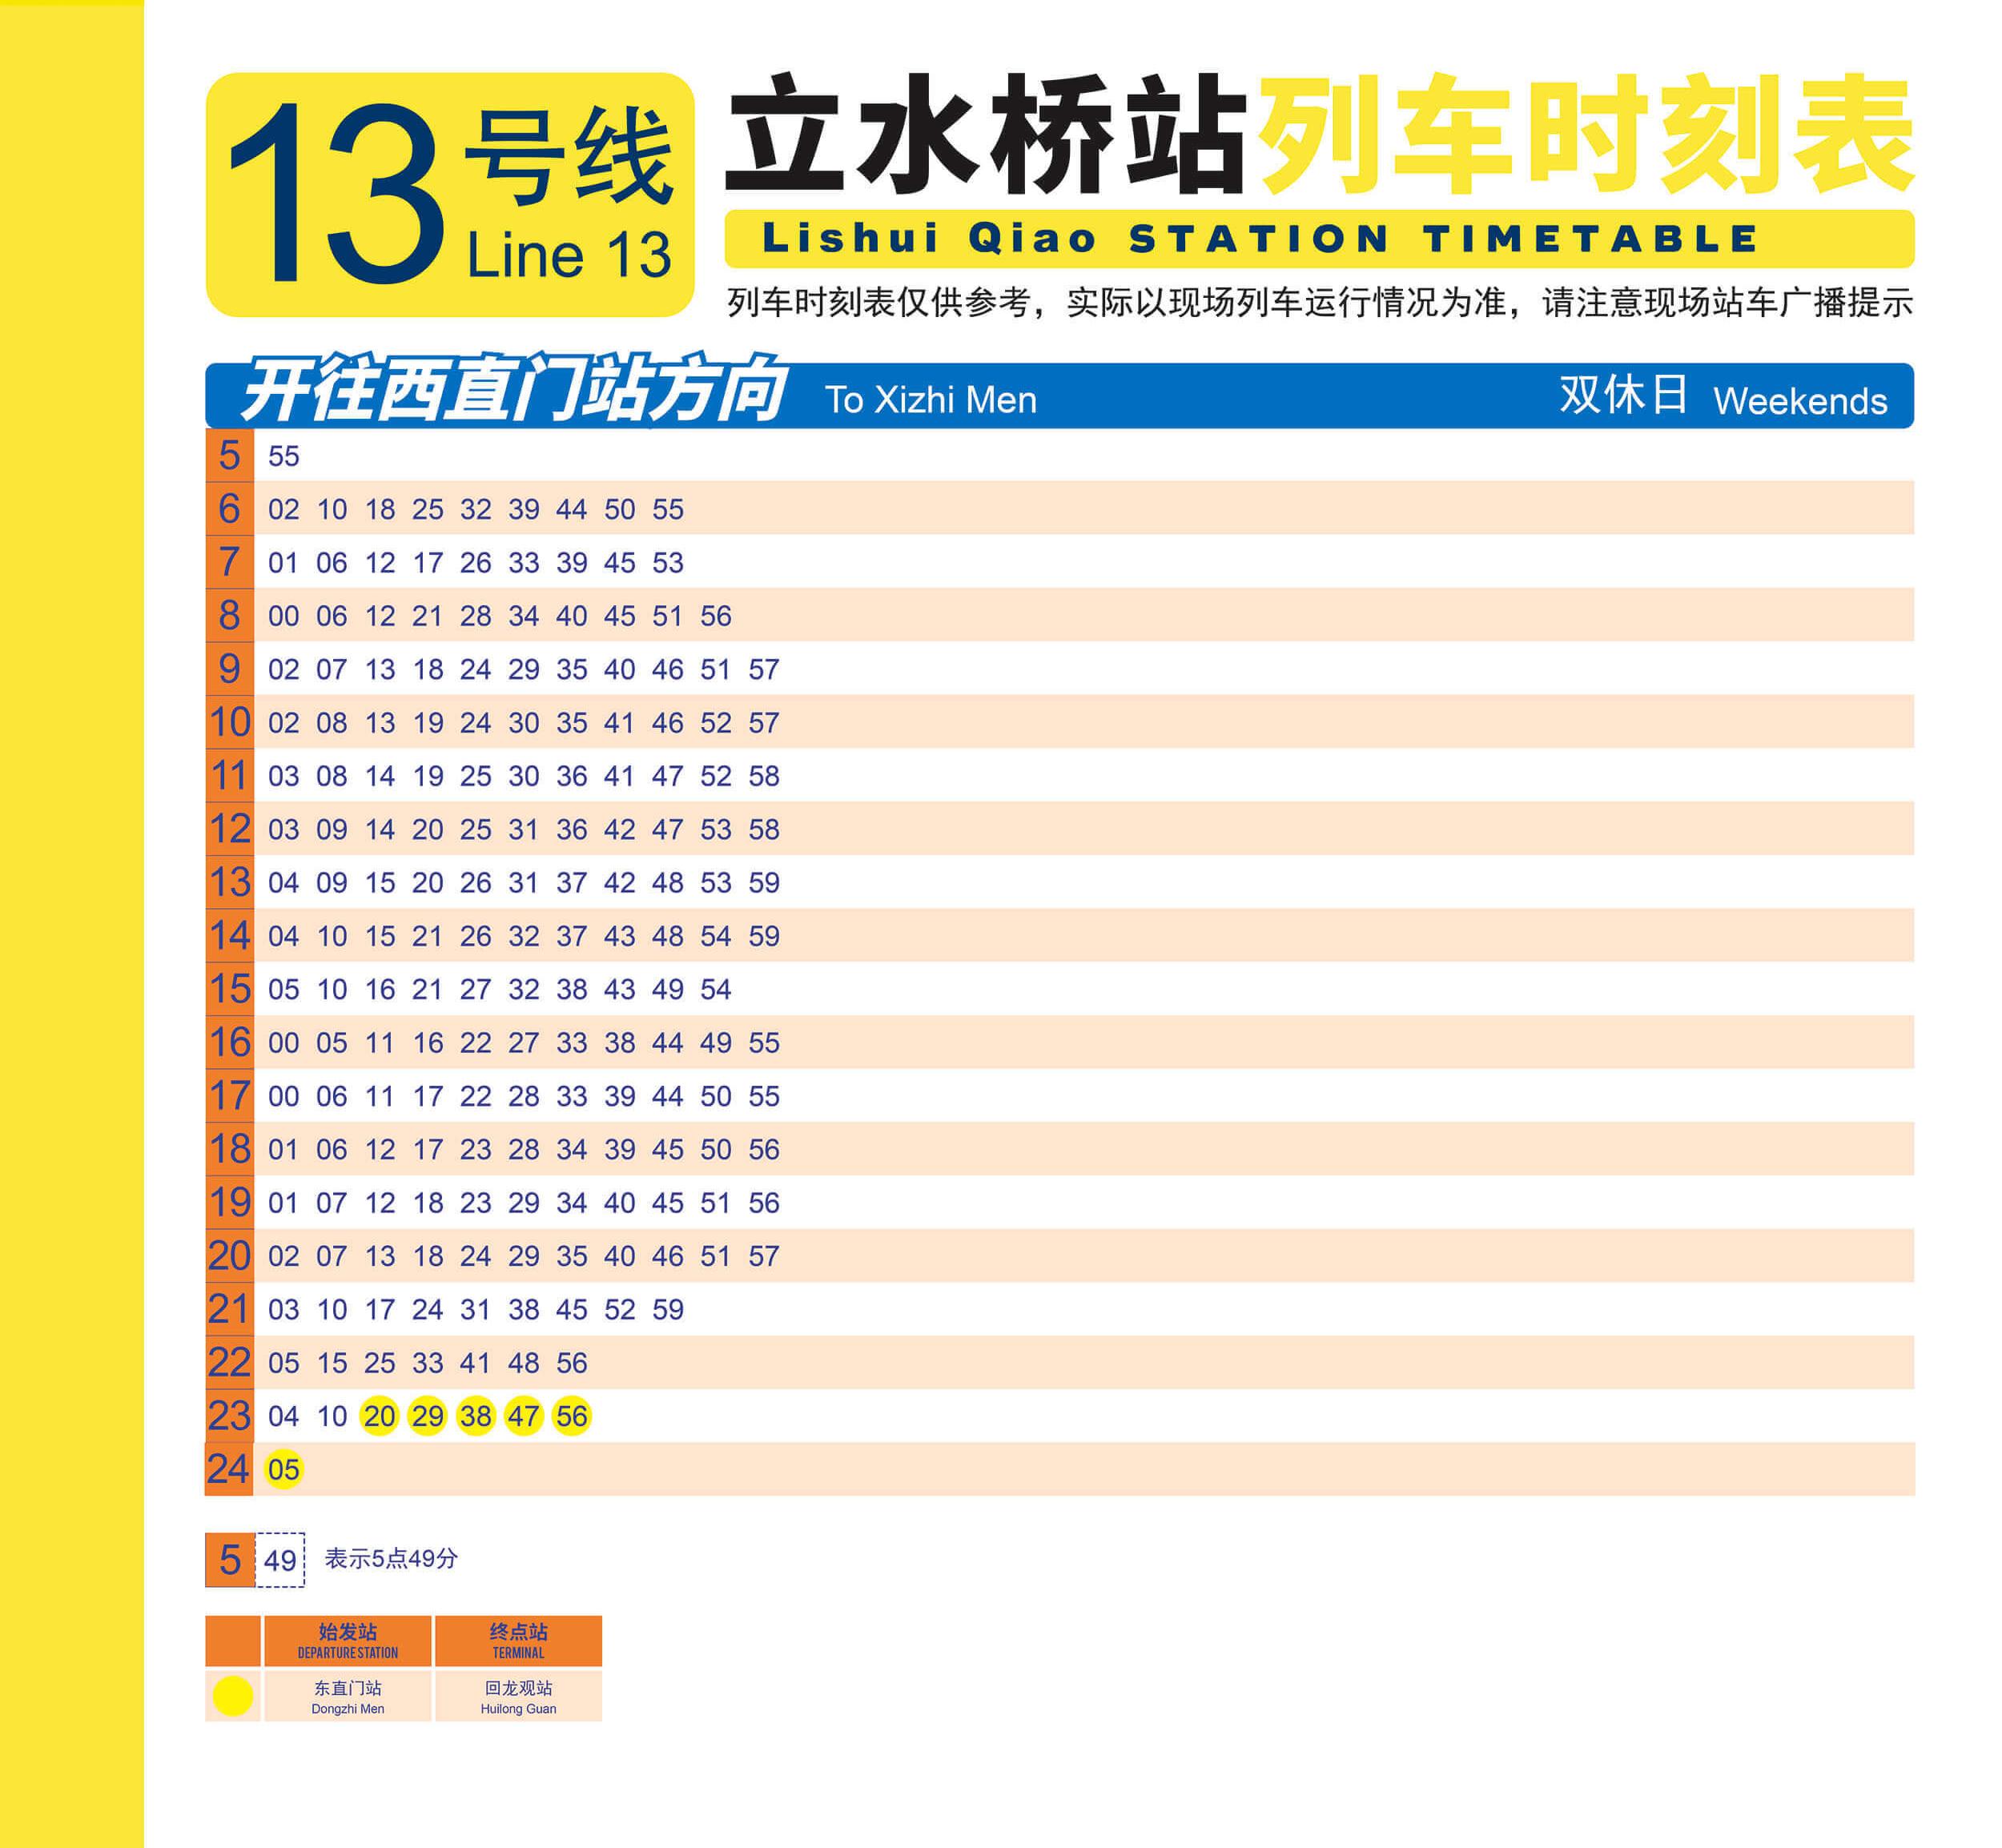 13号线
Line 13
立水桥站列车时刻表
Lishui Qiao STATION TIMETABLE
列车时刻表仅供参考，实际以现场列车运行情况为准，请注意现场站车广播提示
开往西直门站方向 To Xizhi Men 双休日 Weekends
5 55
6 02 10 18 25 32 39 44 50 55
7 01 06 12 17 26 33 39 45 53
8 00 06 12 21 28 34 40 45 51 56
9 02 07 13 18 24 29 35 40 46 51 57
10 02 08 13 19 24 30 35 41 46 52 57
11 03 08 14 19 25 30 36 41 47 52 58
12 03 09 14 20 25 31 36 42 47 53 58
13 04 09 15 20 26 31 37 42 48 53 59
14 04 10 15 21 26 32 37 43 48 54 59
15 05 10 16 21 27 32 38 43 49 54
16 00 05 11 16 22 27 33 38 44 49 55
17 00 06 11 17 22 28 33 39 44 50 55
18 01 06 12 17 23 28 34 39 45 50 56
19 01 07 12 18 23 29 34 40 45 51 56
20 02 07 13 18 24 29 35 40 46 51 57
21 03 10 17 24 31 38 45 52 59
22 05 15 25 33 41 48 56
23 04 10 20 29 38 47 56
24 05
5 49 表示5点49分
始发站 终点站
DEPARTURE STATION TERMINAL
东直门站 回龙观站
Dongzhi Men Huilong Guan